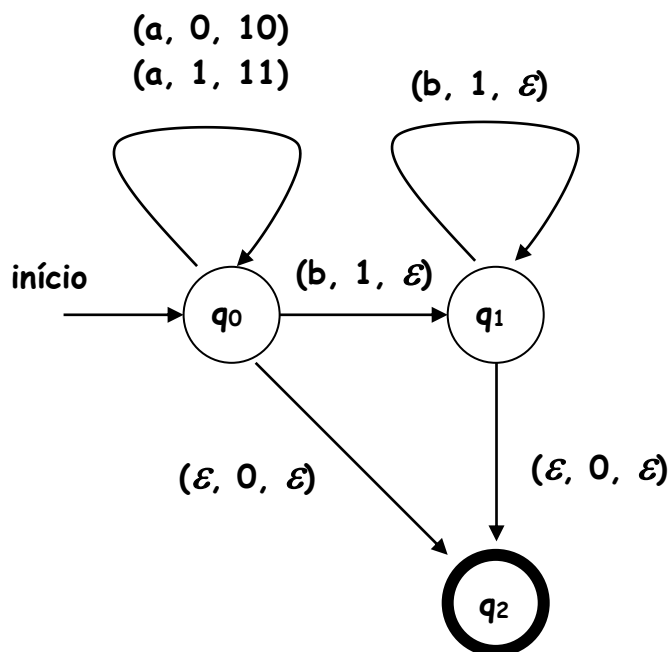 (a, 0, 10)
(a, 1, 11)
(b, 1, ε)
início
(b, 1, ε)
q0
q1
(ε, 0, ε)
(ε, 0, ε)
q2